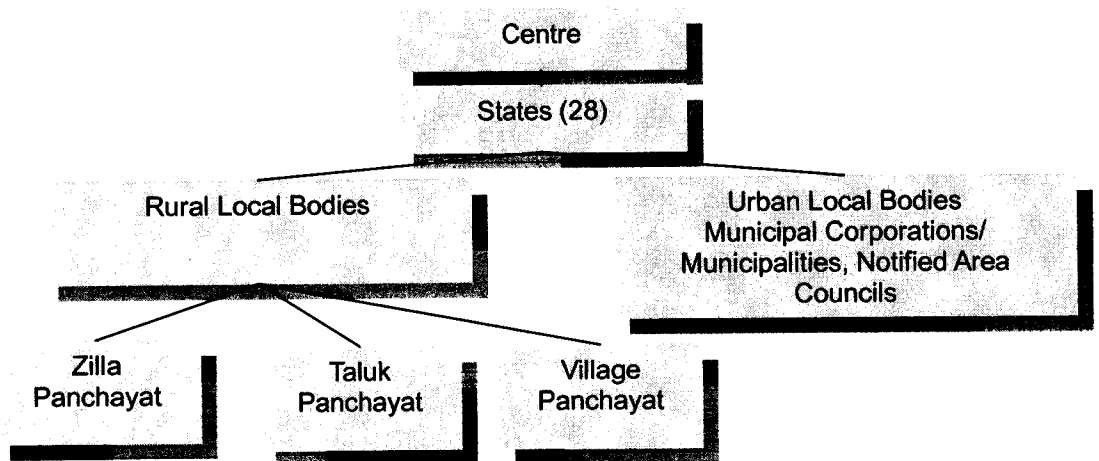 Centre
States (28)
Rural Local Bodies
Urban Local Bodies
Municipal Corporations/
Municipalities, Notified Area
Councils
Zilla
Panchayat
Taluk
Panchayat
Village
Panchayat